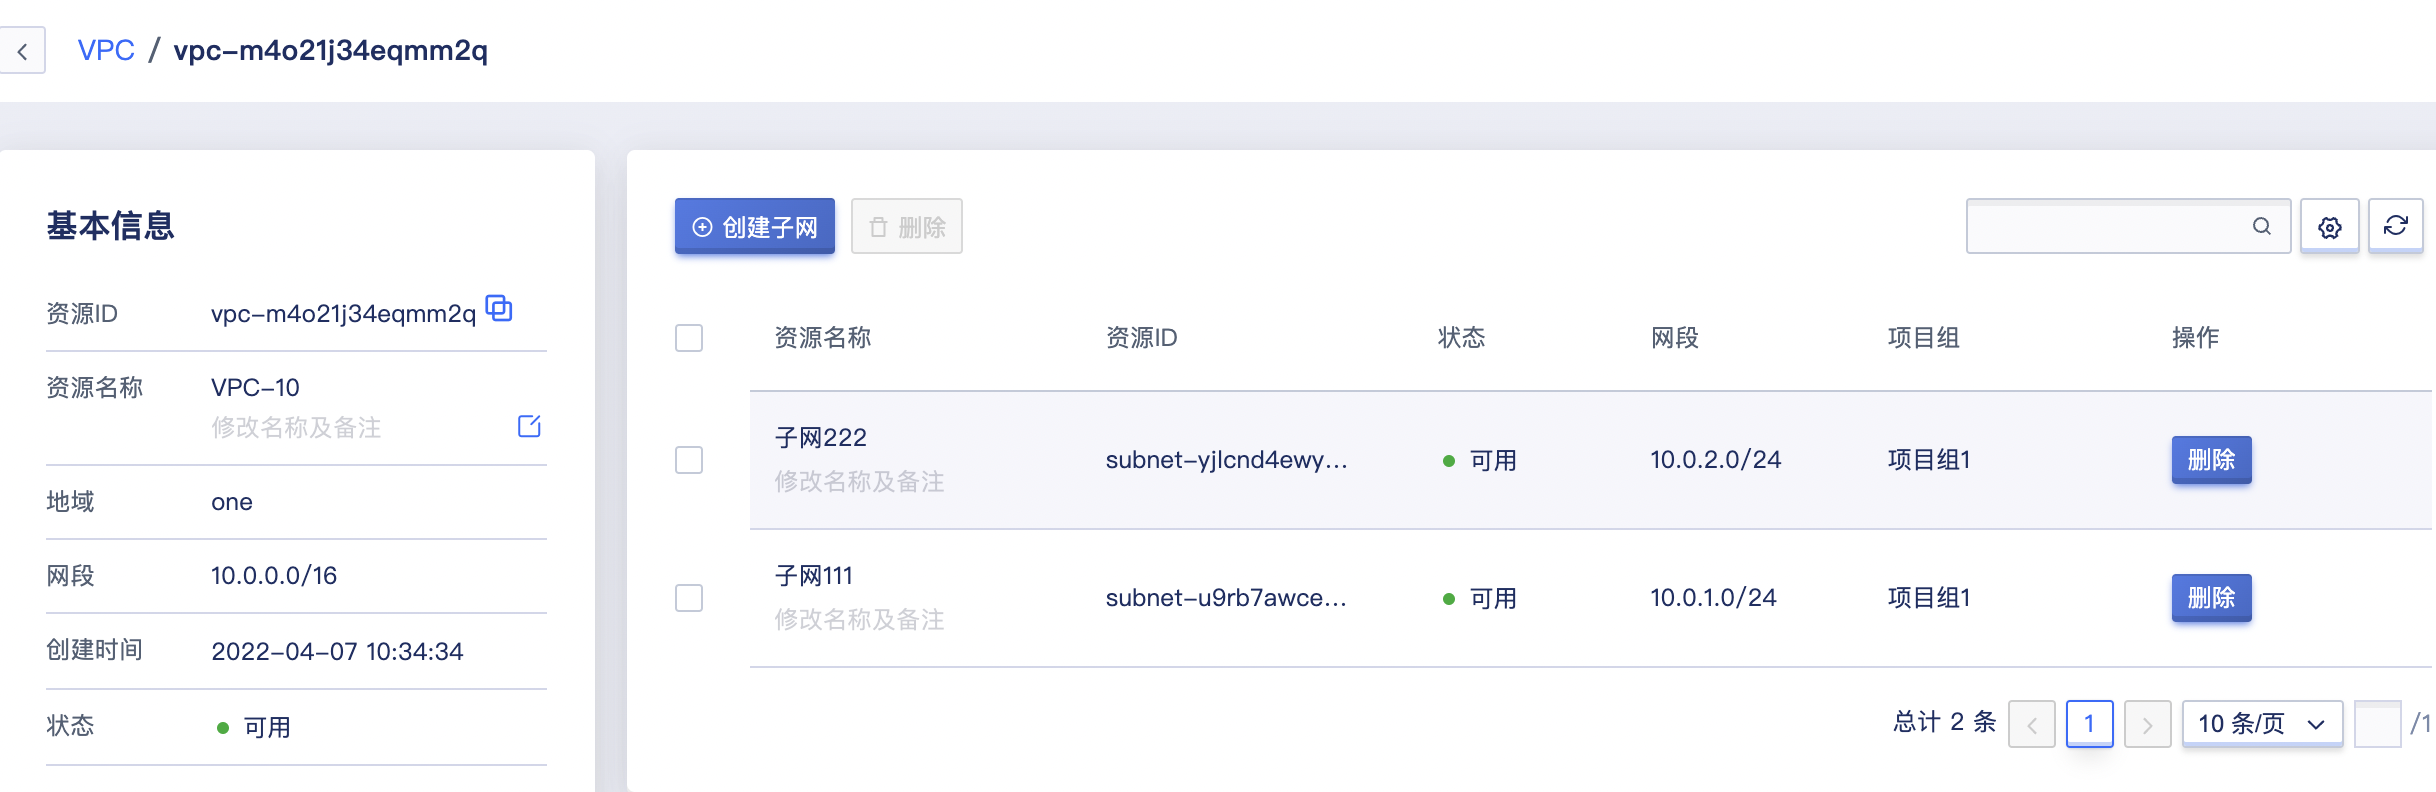 VPC / vpc-m4o21j34eqmm2q
基本信息
资源ID vpc-m4o21j34eqmm2q
资源名称 VPC-10
修改名称及备注
地域 one
网段 10.0.0.0/16
创建时间 2022-04-07 10:34:34
状态 可用
创建子网 删除
资源名称 资源ID 状态 网段 项目组 操作
子网222
修改名称及备注
subnet-yjlcnd4ewy... 可用 10.0.2.0/24 项目组1 删除
子网111
修改名称及备注
subnet-u9rb7awce... 可用 10.0.1.0/24 项目组1 删除
总计 2 条 1 10 条/页 /1